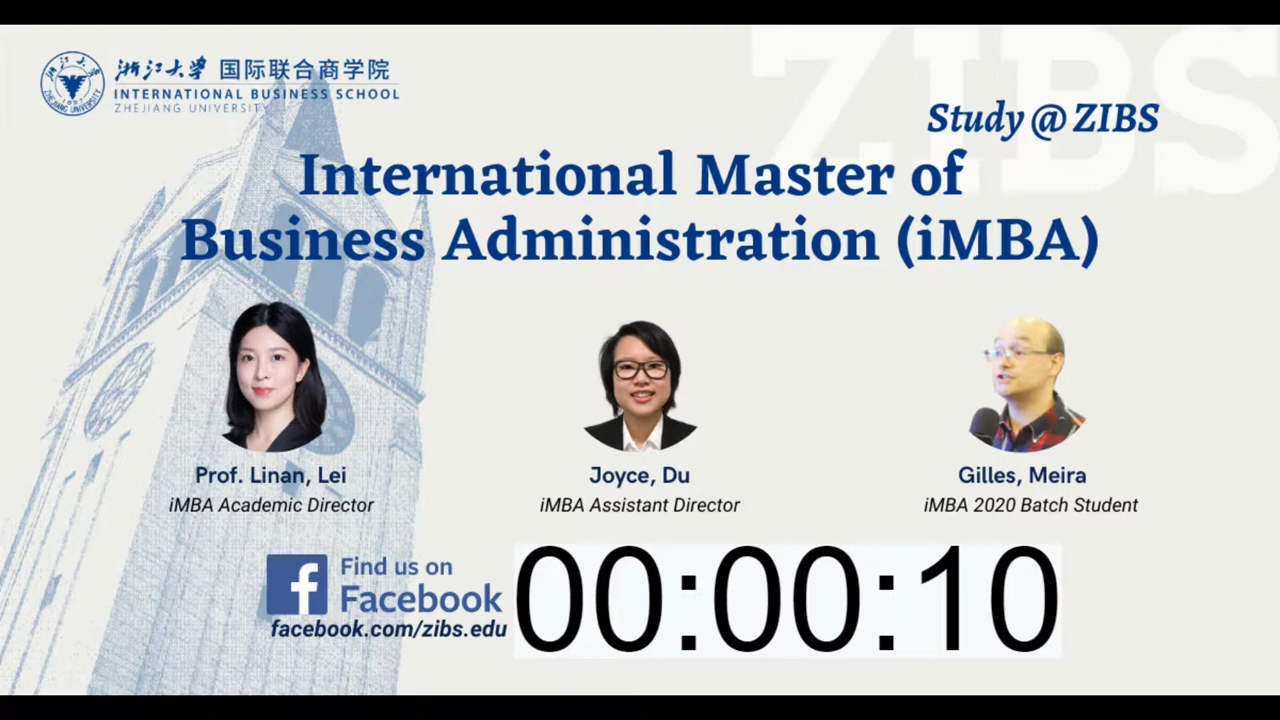 浙江大学 国际联合商学院
INTERNATIONAL BUSINESS SCHOOL
ZHEJIANG UNIVERSITY
ZIBS
Study @ ZIBS
International Master of
Business Administration (iMBA)
Prof. Linan, Lei
iMBA Academic Director
Joyce, Du
iMBA Assistant Director
Gilles, Meira
iMBA 2020 Batch Student
Find us on
Facebook
facebook.com/zibs.edu
00:00:10